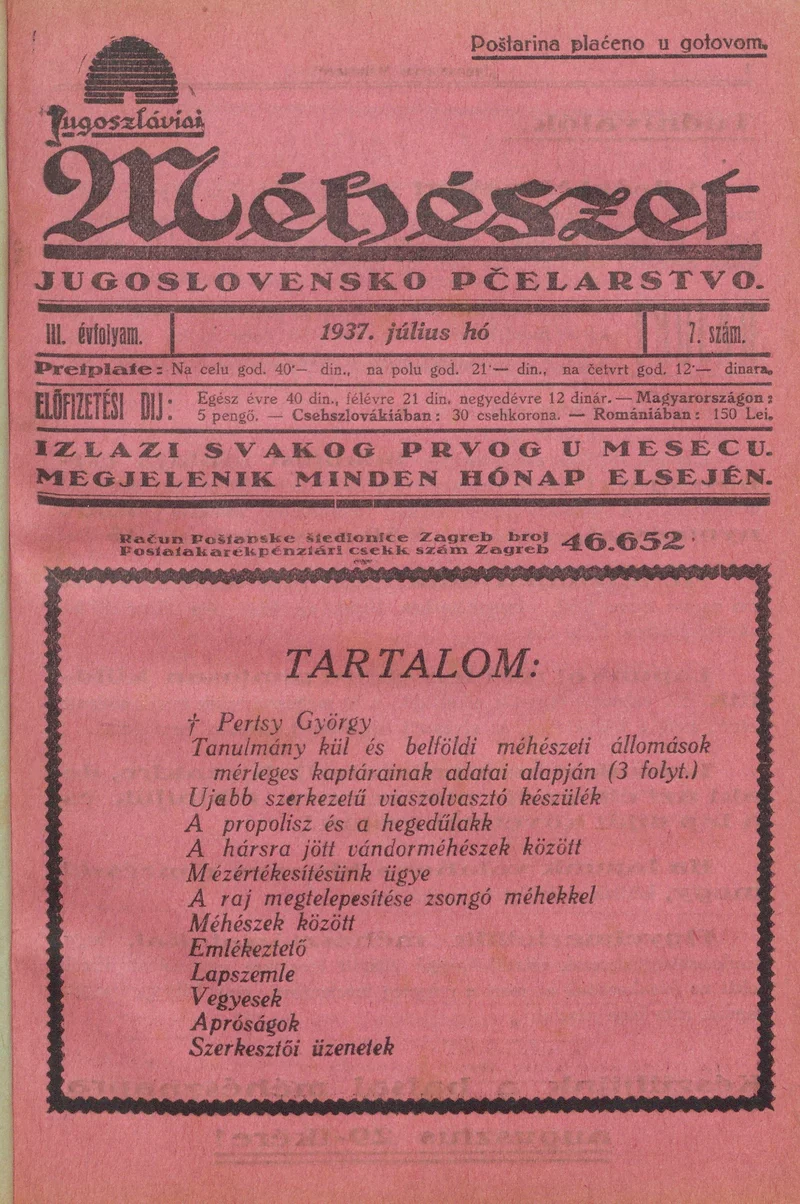 Poštarina plaćeno u gotovom.
Jugoszláviai
Méhészet
JUGOSLOVENSKO PČELARSTVO.
III. évfolyam.
1937. július hó
7. szám.
Pretplate: Na celu god. 40·— din., na polu god. 21·— din., na četvrt god. 12·— dinara.
ELŐFIZETÉSI DIJ: Egész évre 40 din., félévre 21 din. negyedévre 12 dinár. — Magyarországon:
5 pengő. — Csehszlovákiában: 30 csehkorona. — Romániában: 150 Lei.
IZLAZI SVAKOG PRVOG U MESECU.
MEGJELENIK MINDEN HÓNAP ELSEJÉN.
Račun Poštanske štedionice Zagreb broj 46.652
Postatakarékpénztári csekk szám Zagreb
TARTALOM:
† Pertsy György
Tanulmány kül és belföldi méhészeti állomások
mérleges kaptárainak adatai alapján (3 folyt.)
Ujabb szerkezetű viaszolvasztó készülék
A propolisz és a hegedűlakk
A hársra jött vándorméhészek között
Mézértékesítésünk ügye
A raj megtelepesítése zsongó méhekkel
Méhészek között
Emlékeztető
Lapszemle
Vegyesek
Apróságok
Szerkesztői üzenetek